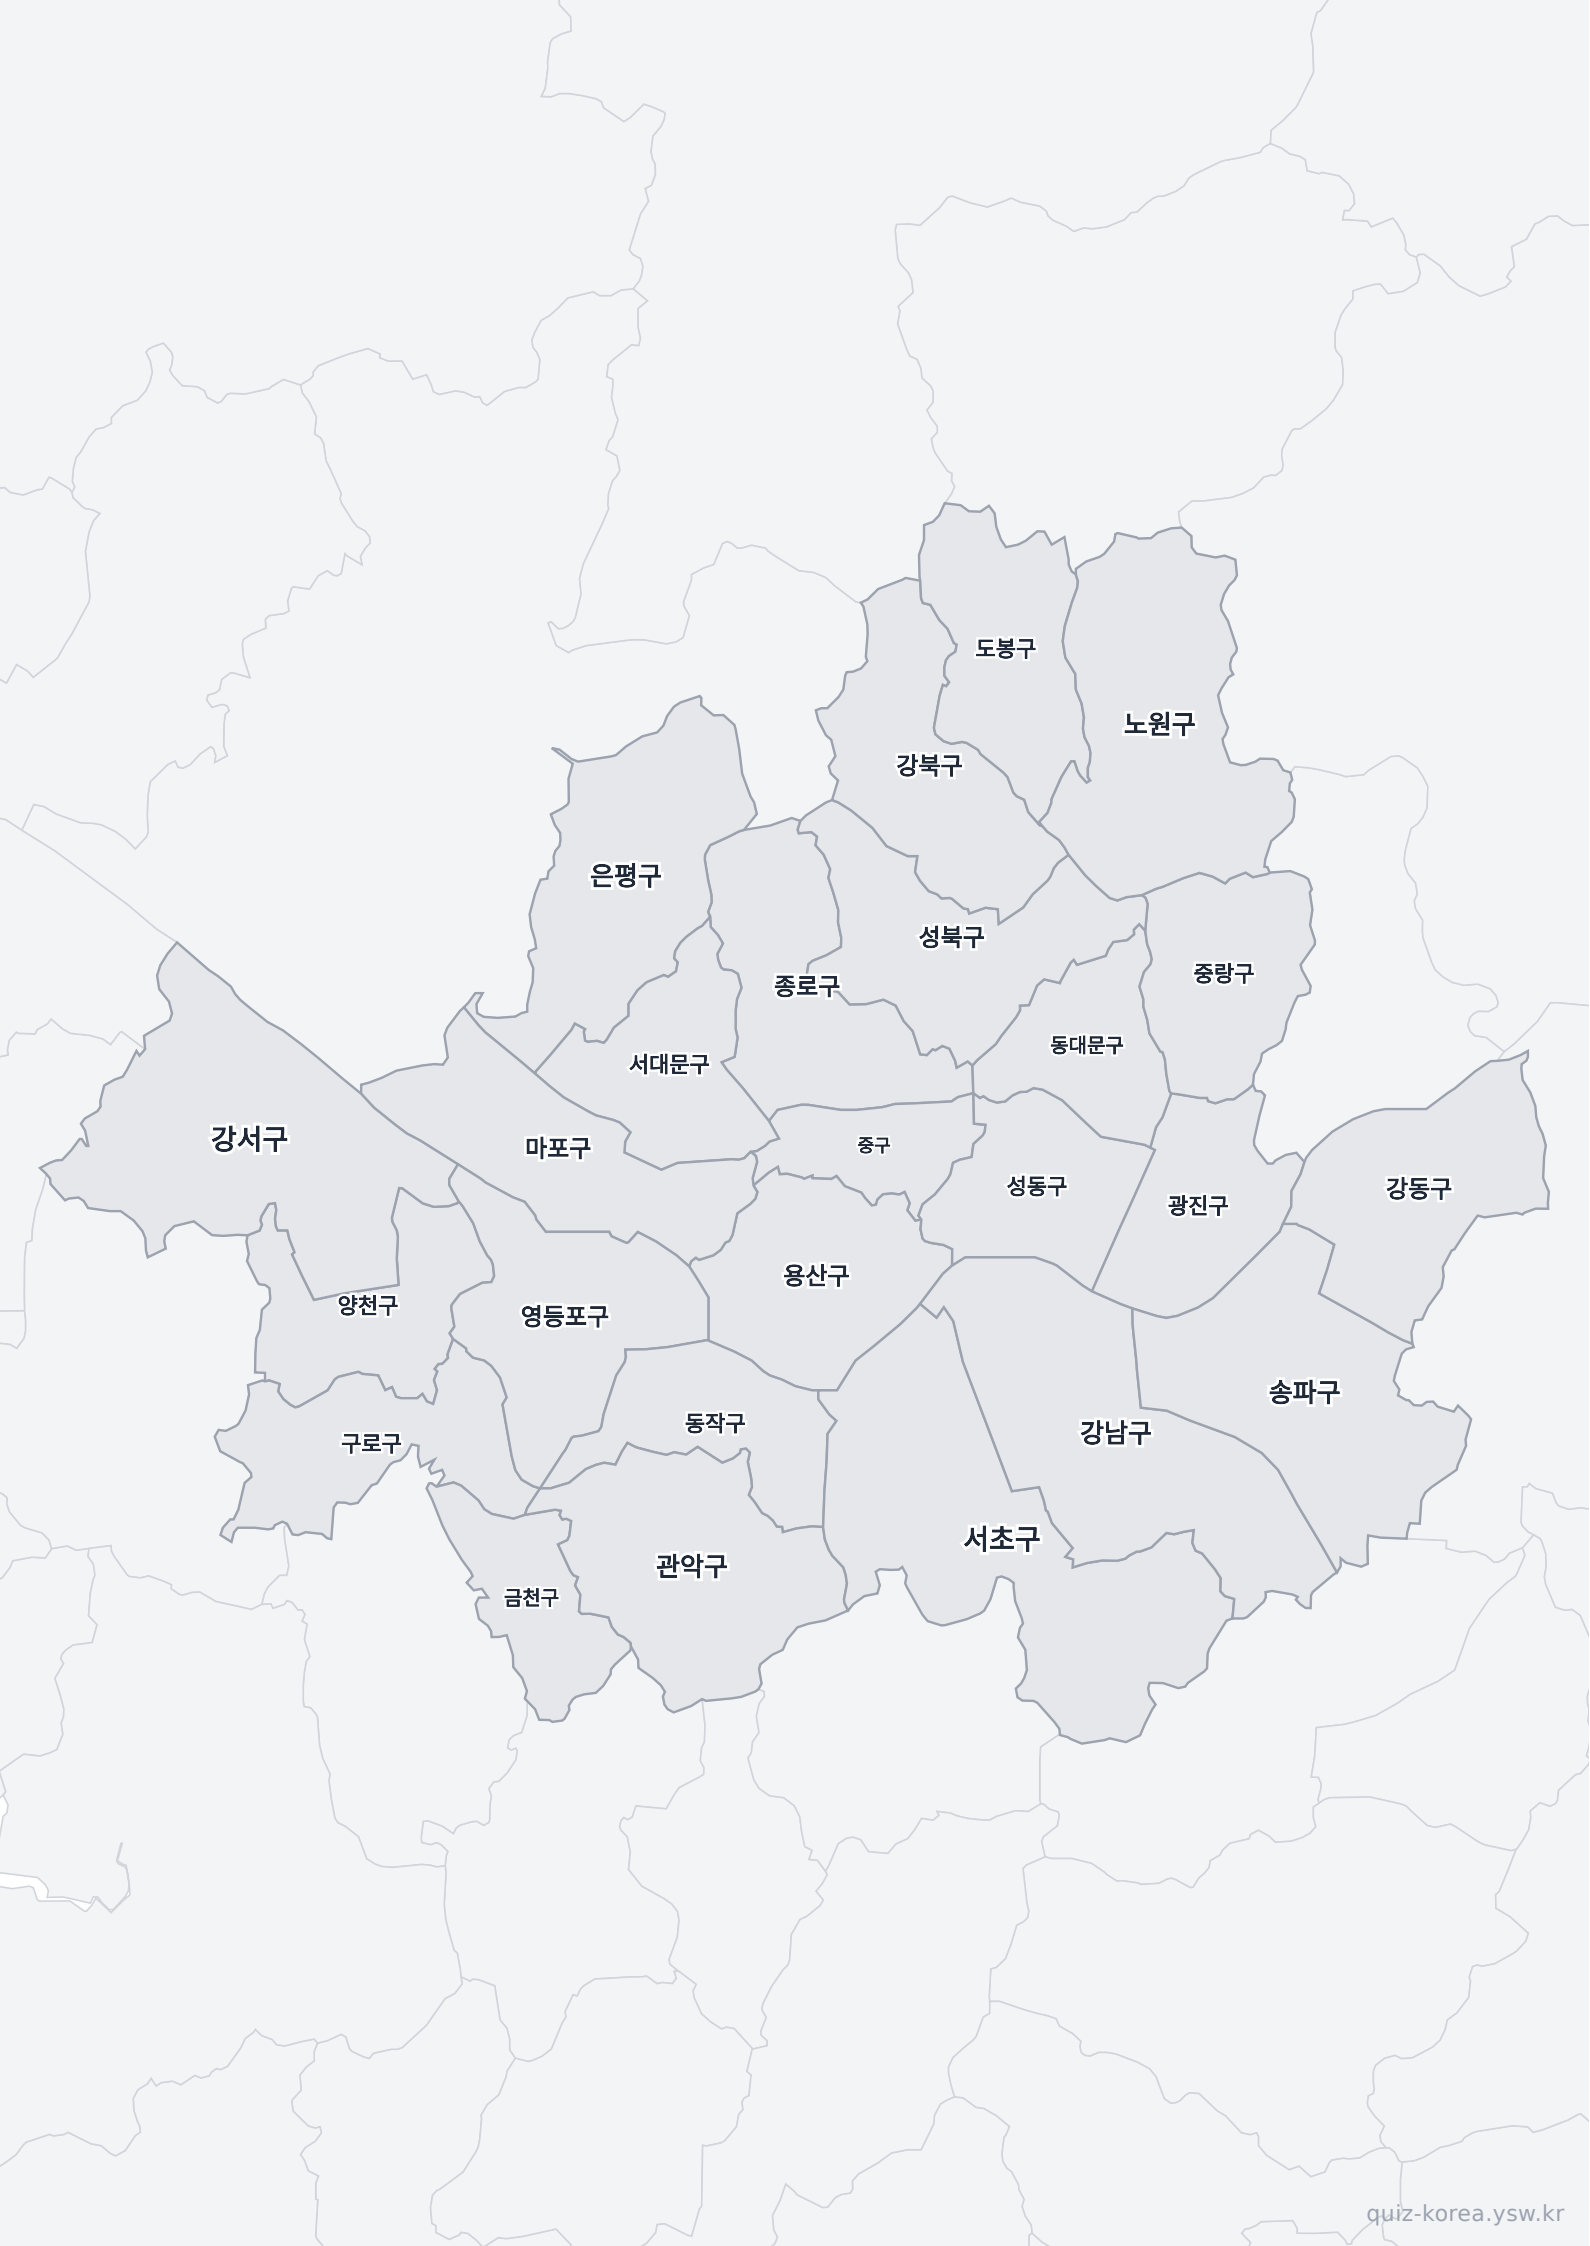 도봉구
노원구
강북구
은평구
성북구
중랑구
종로구
동대문구
서대문구
강서구
마포구
중구
성동구
강동구
광진구
용산구
양천구
영등포구
송파구
동작구
강남구
구로구
서초구
관악구
금천구
quiz-korea.ysw.kr